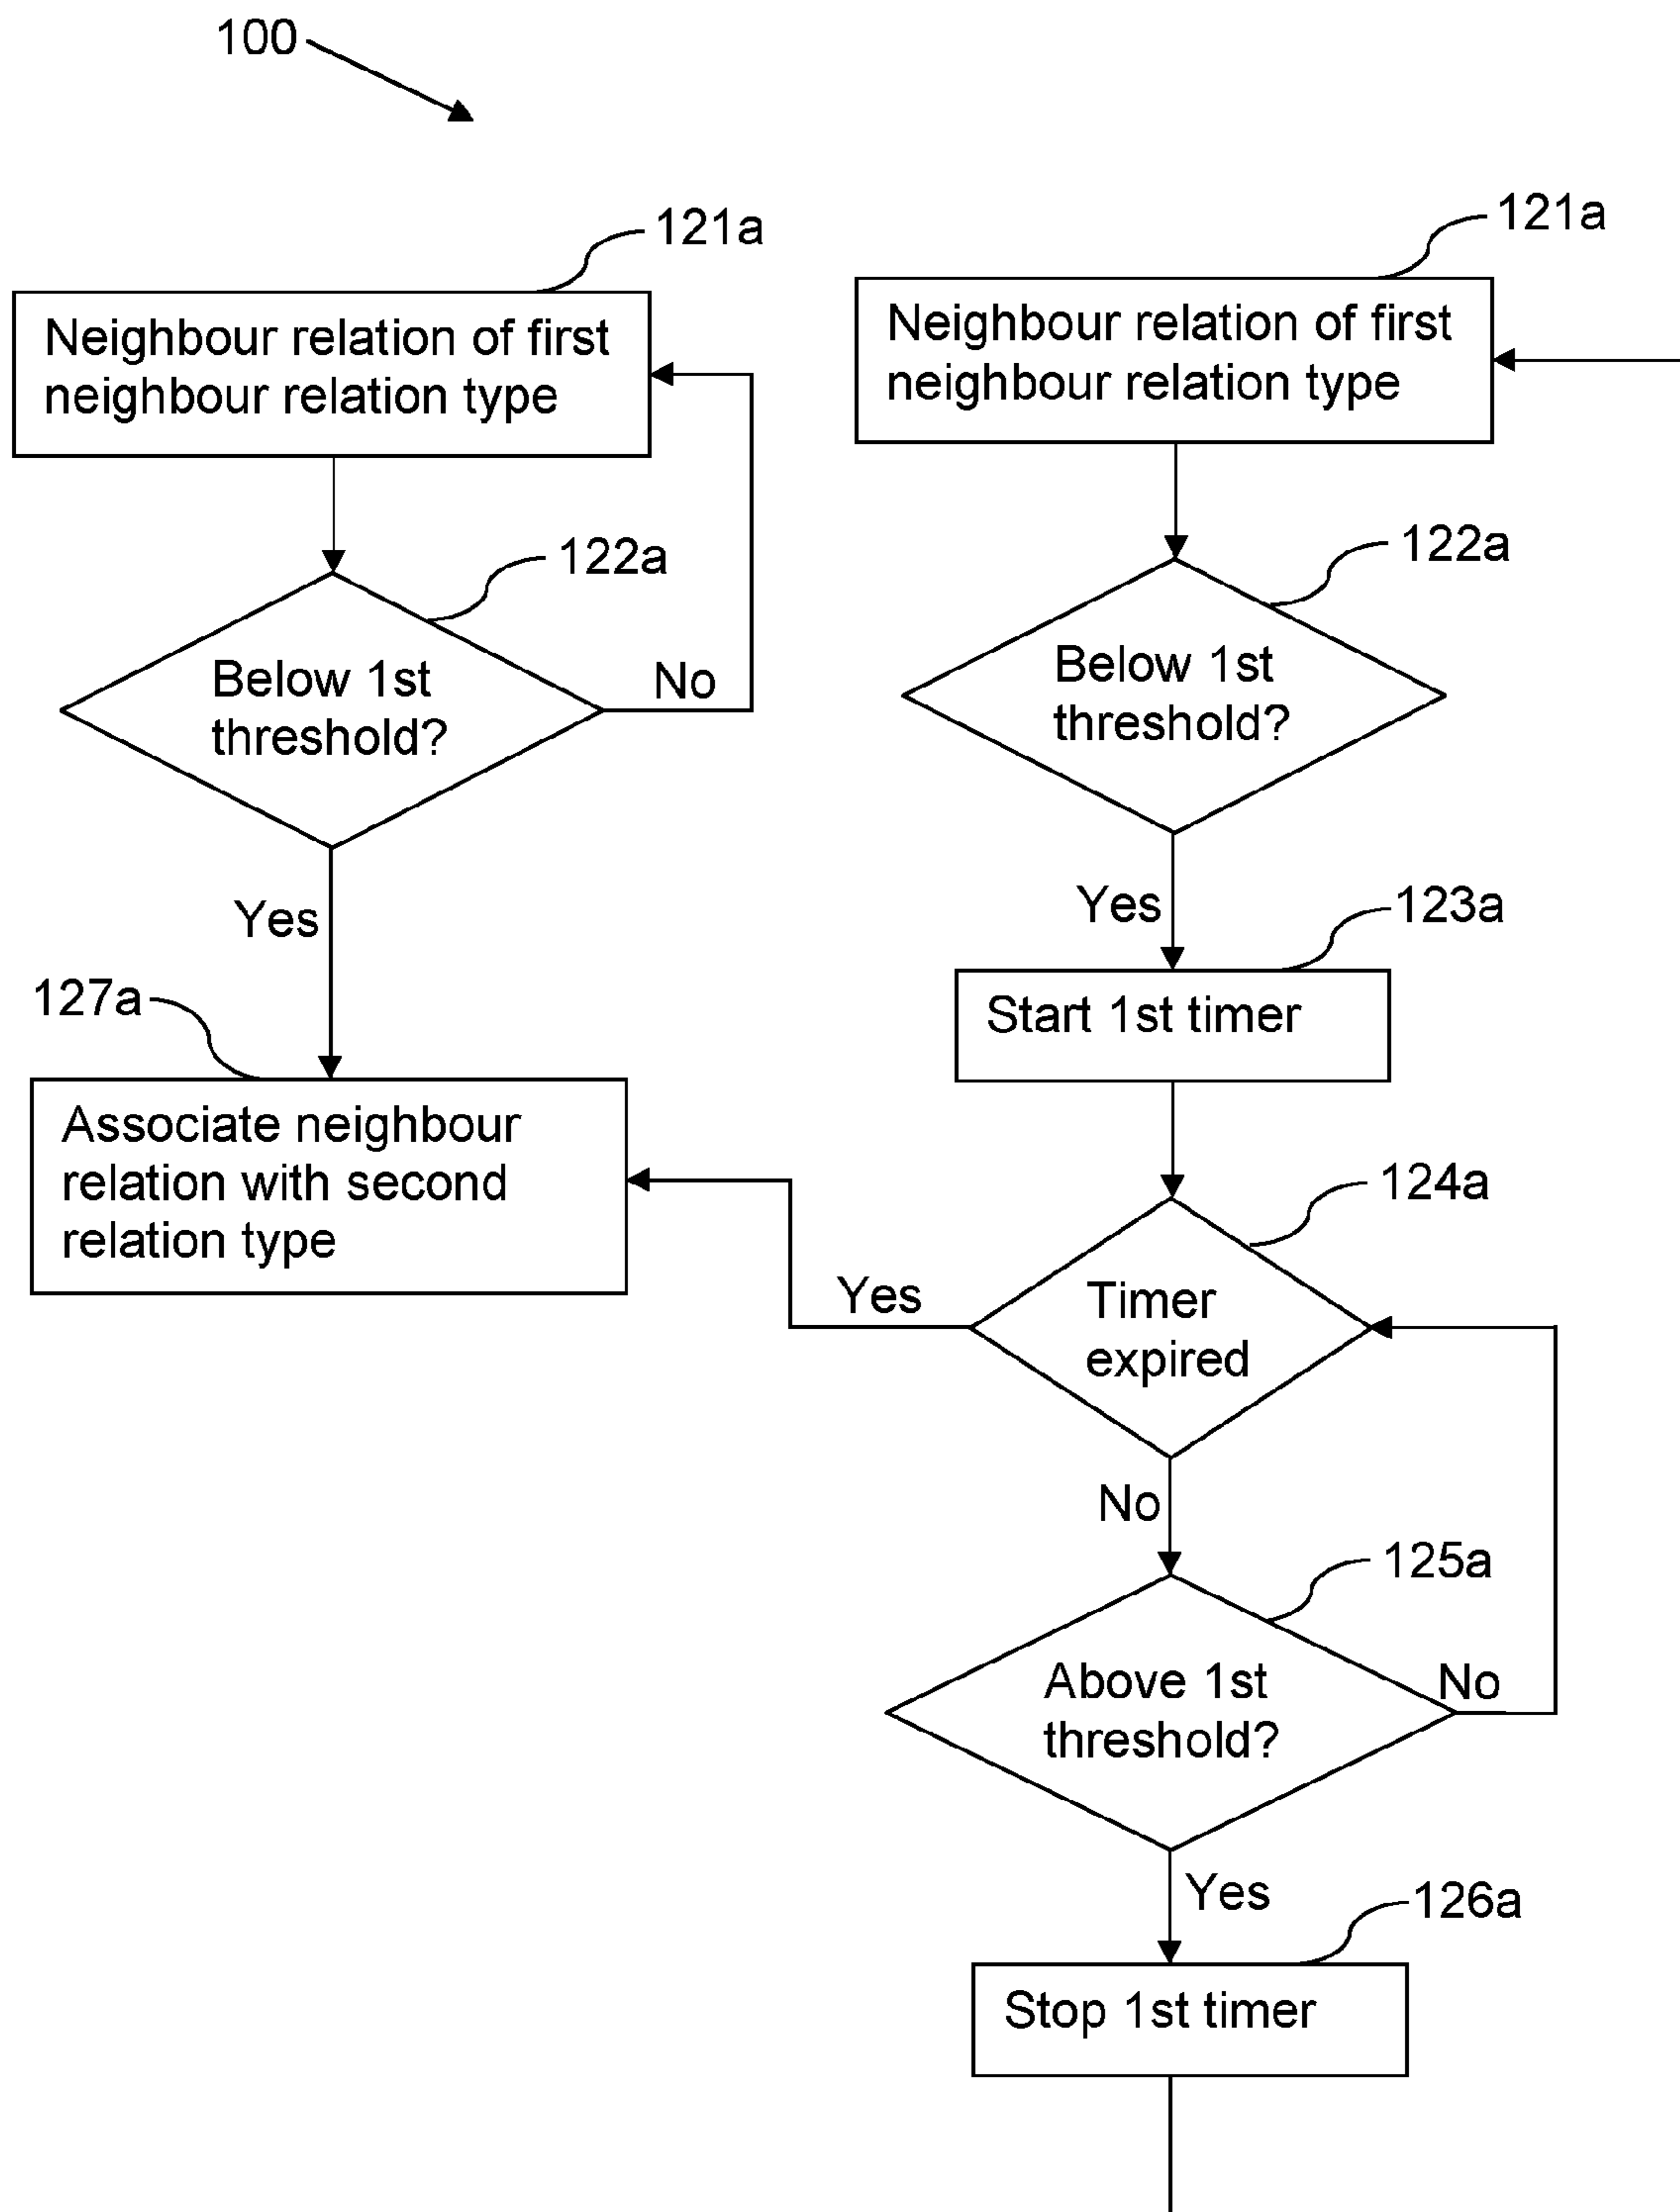 100
121a
Neighbour relation of first
neighbour relation type
122a
Below 1st
threshold?
No
Yes
127a
Associate neighbour
relation with second
relation type
121a
Neighbour relation of first
neighbour relation type
122a
Below 1st
threshold?
Yes
123a
Start 1st timer
124a
Timer
expired
Yes
No
125a
Above 1st
threshold?
No
Yes
126a
Stop 1st timer